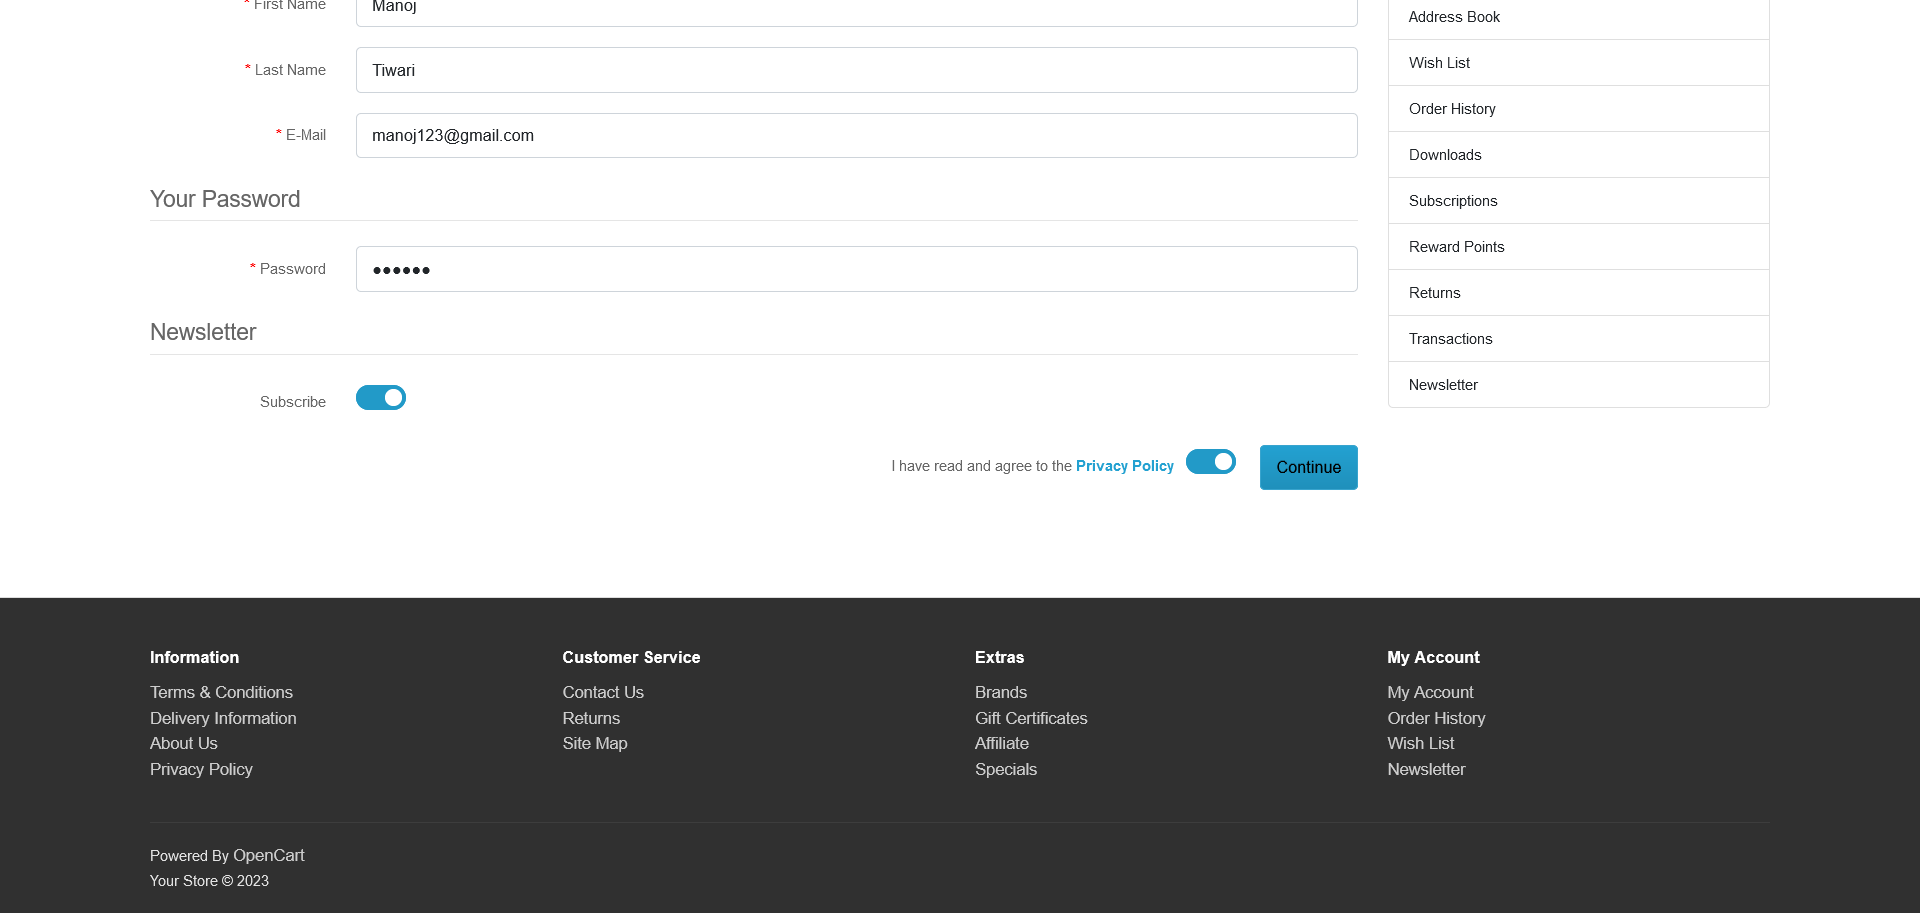 * First Name
Manoj
* Last Name
Tiwari
* E-Mail
manoj123@gmail.com
Your Password
* Password
●●●●●●
Newsletter
Subscribe
I have read and agree to the Privacy Policy
Continue
Address Book
Wish List
Order History
Downloads
Subscriptions
Reward Points
Returns
Transactions
Newsletter
Information
Terms & Conditions
Delivery Information
About Us
Privacy Policy
Customer Service
Contact Us
Returns
Site Map
Extras
Brands
Gift Certificates
Affiliate
Specials
My Account
My Account
Order History
Wish List
Newsletter
Powered By OpenCart
Your Store © 2023